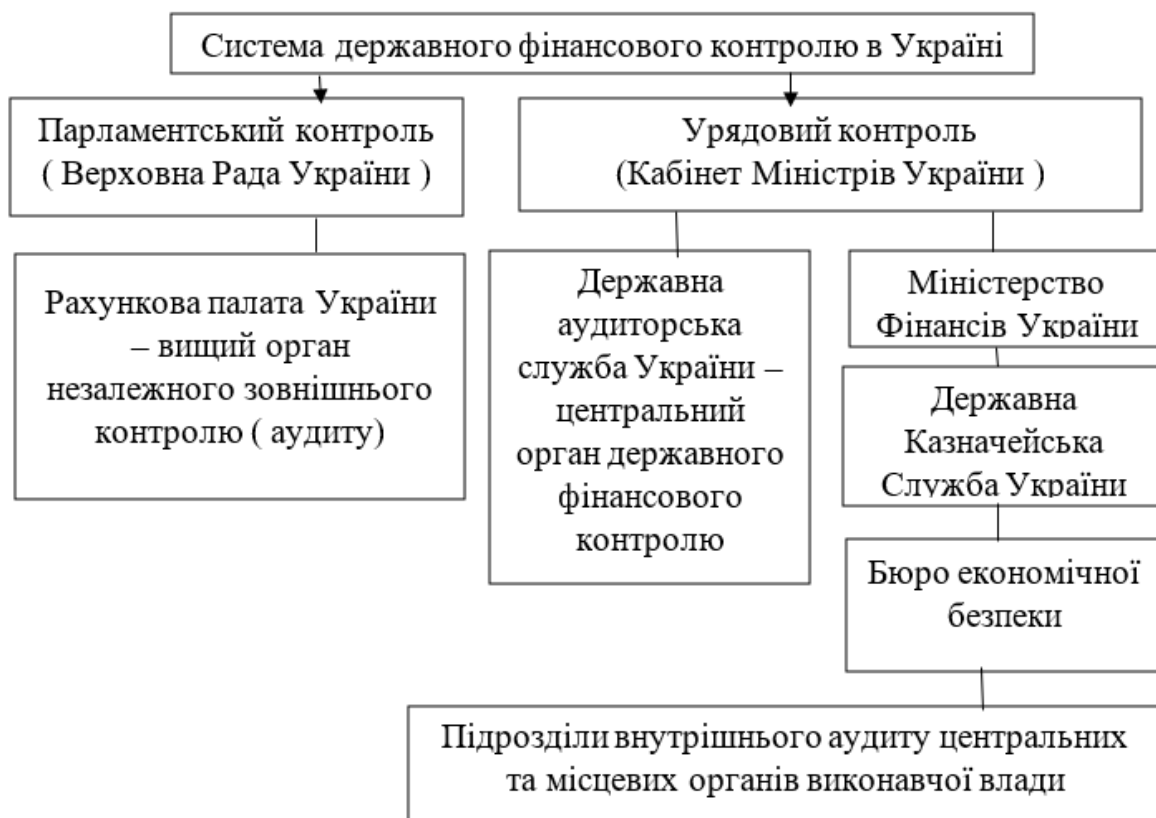 Система державного фінансового контролю в Україні
Парламентський контроль
( Верховна Рада України )
Урядовий контроль
(Кабінет Міністрів України )
Рахункова палата України
– вищий орган
незалежного зовнішнього
контролю ( аудиту)
Державна
аудиторська
служба України –
центральний
орган державного
фінансового
контролю
Міністерство
Фінансів України
Державна
Казначейська
Служба України
Бюро економічної
безпеки
Підрозділи внутрішнього аудиту центральних
та місцевих органів виконавчої влади